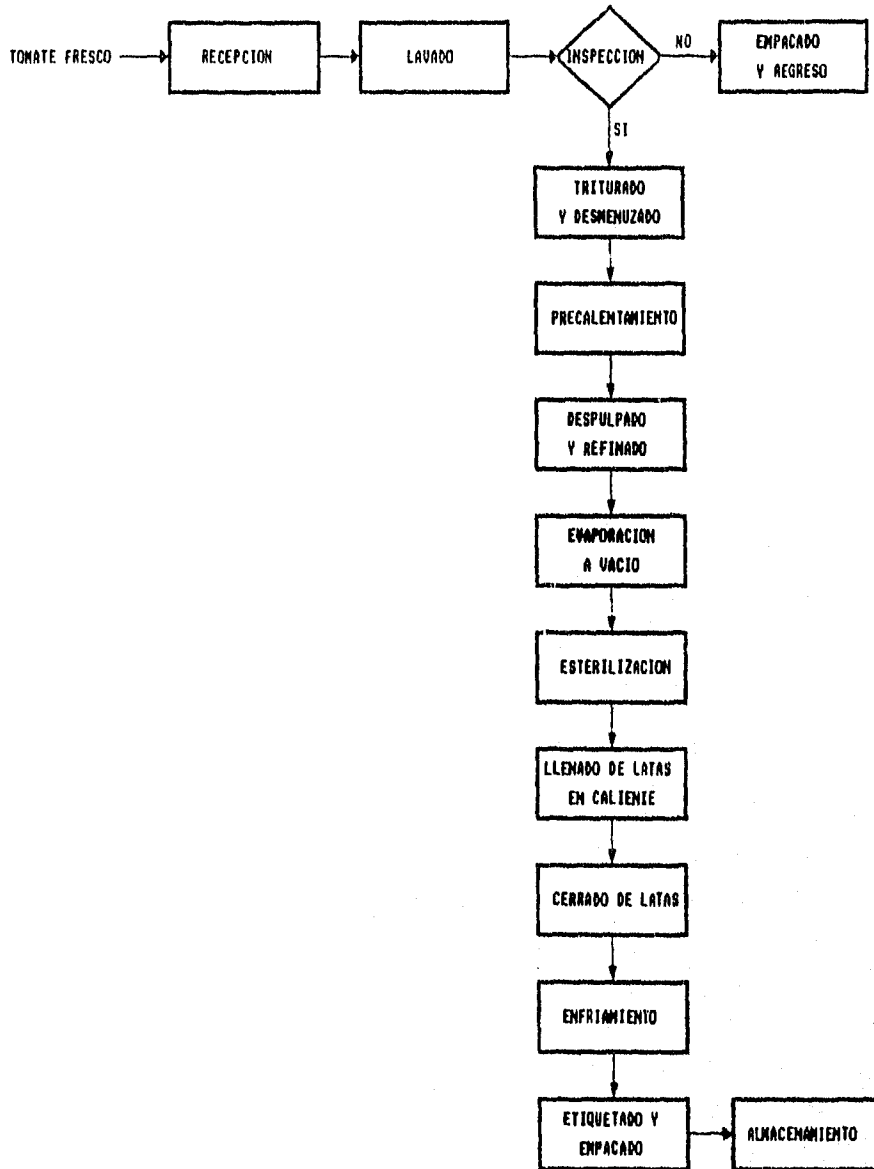 TOMATE FRESCO
RECEPCION
LAVADO
INSPECCION
NO
EMPACADO
Y REGRESO
SI
TRITURADO
Y DESMENUZADO
PRECALENTAMIENTO
DESPULPADO
Y REFINADO
EVAPORACION
A VACIO
ESTERILIZACION
LLENADO DE LATAS
EN CALIENTE
CERRADO DE LATAS
ENFRIAMIENTO
ETIQUETADO Y
EMPACADO
ALMACENAMIENTO